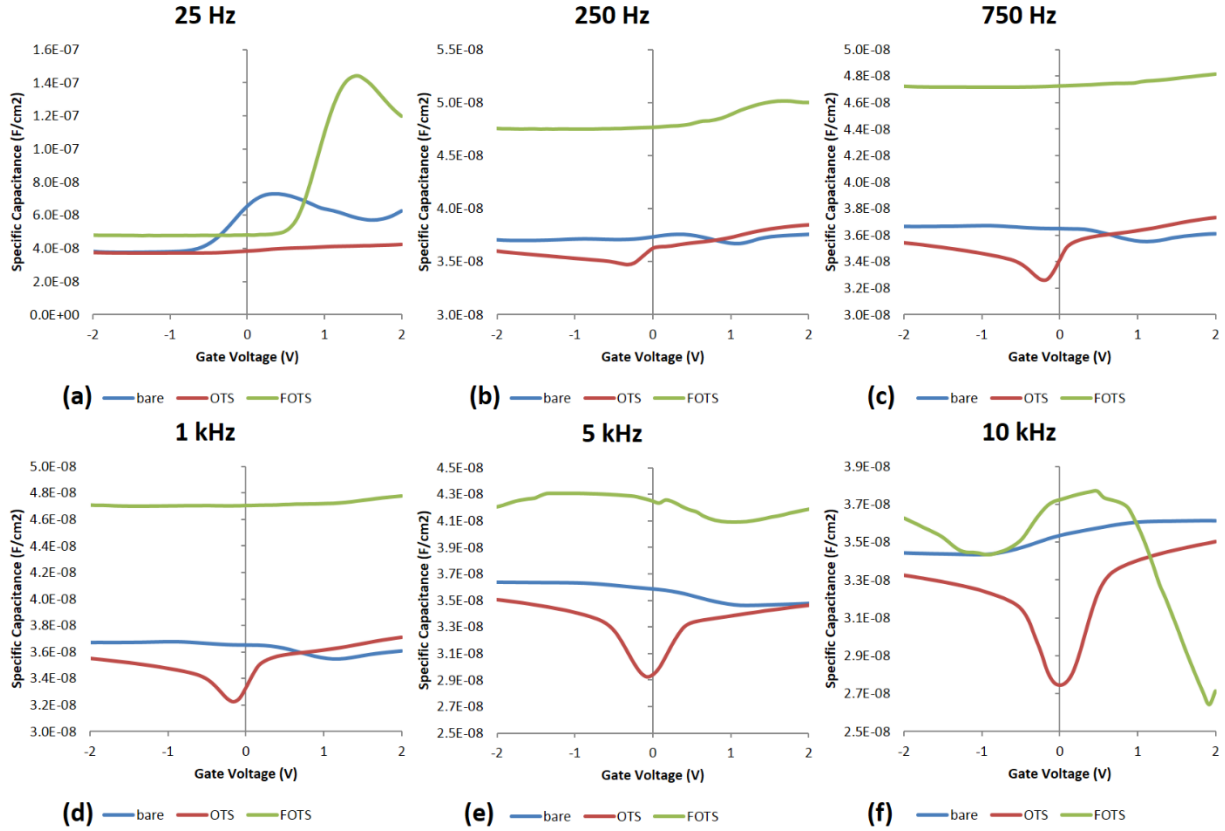 25 Hz
Specific Capacitance (F/cm2)
1.6E-07
1.4E-07
1.2E-07
1.0E-07
8.0E-08
6.0E-08
4.0E-08
2.0E-08
0.0E+00
-2 -1 0 1 2
Gate Voltage (V)
(a) bare OTS FOTS
250 Hz
Specific Capacitance (F/cm2)
5.5E-08
5.0E-08
4.5E-08
4.0E-08
3.5E-08
3.0E-08
-2 -1 0 1 2
Gate Voltage (V)
(b) bare OTS FOTS
750 Hz
Specific Capacitance (F/cm2)
5.0E-08
4.8E-08
4.6E-08
4.4E-08
4.2E-08
4.0E-08
3.8E-08
3.6E-08
3.4E-08
3.2E-08
3.0E-08
-2 -1 0 1 2
Gate Voltage (V)
(c) bare OTS FOTS
1 kHz
Specific Capacitance (F/cm2)
5.0E-08
4.8E-08
4.6E-08
4.4E-08
4.2E-08
4.0E-08
3.8E-08
3.6E-08
3.4E-08
3.2E-08
3.0E-08
-2 -1 0 1 2
Gate Voltage (V)
(d) bare OTS FOTS
5 kHz
Specific Capacitance (F/cm2)
4.5E-08
4.3E-08
4.1E-08
3.9E-08
3.7E-08
3.5E-08
3.3E-08
3.1E-08
2.9E-08
2.7E-08
2.5E-08
-2 -1 0 1 2
Gate Voltage (V)
(e) bare OTS FOTS
10 kHz
Specific Capacitance (F/cm2)
3.9E-08
3.7E-08
3.5E-08
3.3E-08
3.1E-08
2.9E-08
2.7E-08
2.5E-08
-2 -1 0 1 2
Gate Voltage (V)
(f) bare OTS FOTS